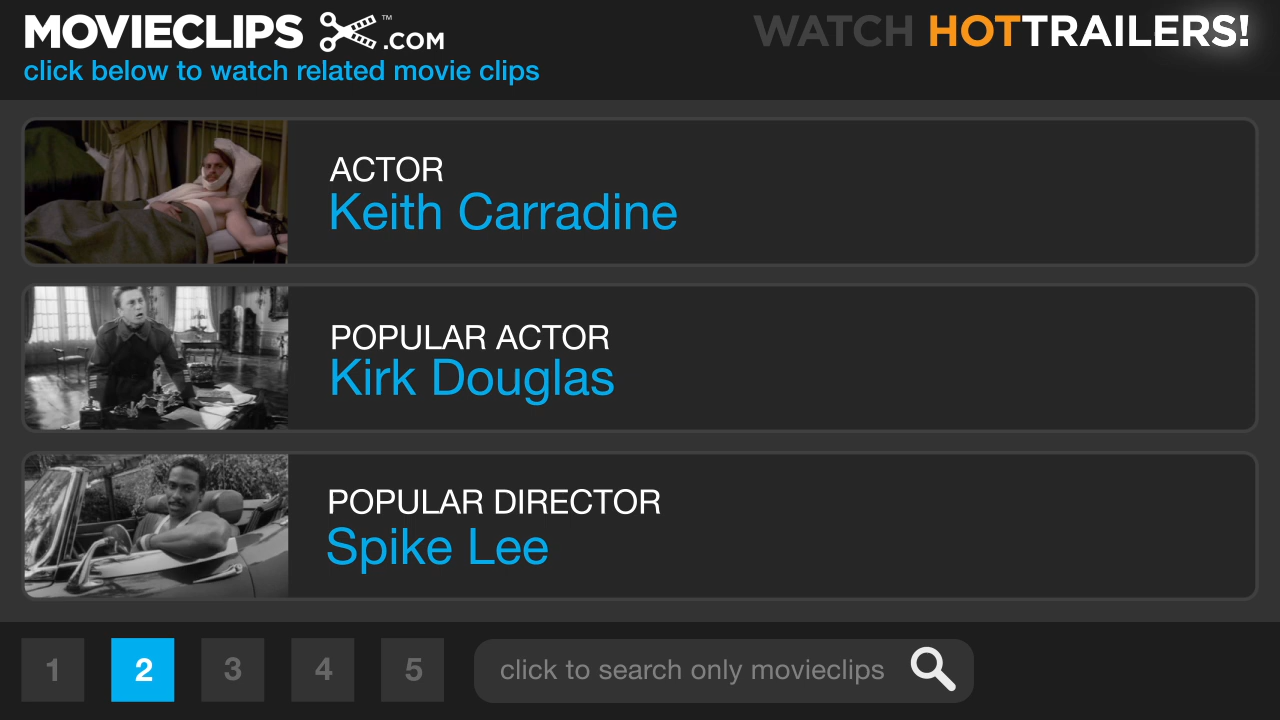 MOVIECLIPS ™ .COM
WATCH HOTTRAILERS!
click below to watch related movie clips
ACTOR
Keith Carradine
POPULAR ACTOR
Kirk Douglas
POPULAR DIRECTOR
Spike Lee
1 2 3 4 5 click to search only movieclips